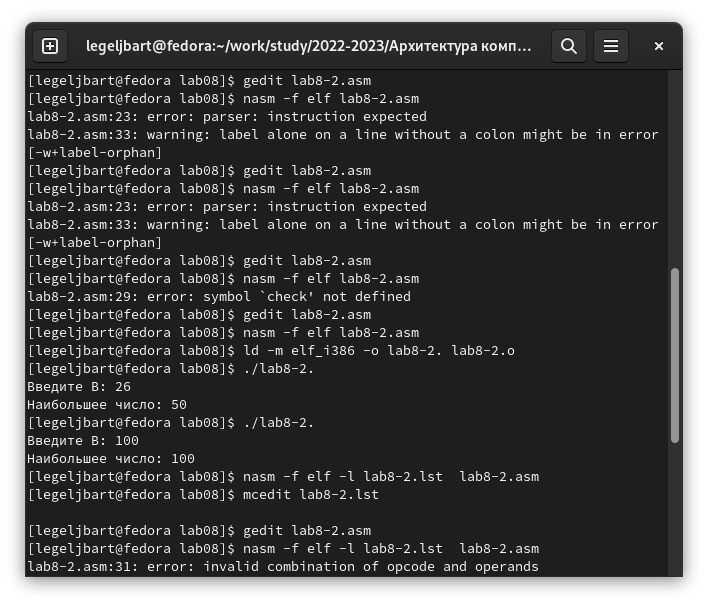 legeljbart@fedora:~/work/study/2022-2023/Архитектура комп…
[legeljbart@fedora lab08]$ gedit lab8-2.asm
[legeljbart@fedora lab08]$ nasm -f elf lab8-2.asm
lab8-2.asm:23: error: parser: instruction expected
lab8-2.asm:33: warning: label alone on a line without a colon might be in error
[-w+label-orphan]
[legeljbart@fedora lab08]$ gedit lab8-2.asm
[legeljbart@fedora lab08]$ nasm -f elf lab8-2.asm
lab8-2.asm:23: error: parser: instruction expected
lab8-2.asm:33: warning: label alone on a line without a colon might be in error
[-w+label-orphan]
[legeljbart@fedora lab08]$ gedit lab8-2.asm
[legeljbart@fedora lab08]$ nasm -f elf lab8-2.asm
lab8-2.asm:29: error: symbol `check' not defined
[legeljbart@fedora lab08]$ gedit lab8-2.asm
[legeljbart@fedora lab08]$ nasm -f elf lab8-2.asm
[legeljbart@fedora lab08]$ ld -m elf_i386 -o lab8-2. lab8-2.o
[legeljbart@fedora lab08]$ ./lab8-2.
Введите В: 26
Наибольшее число: 50
[legeljbart@fedora lab08]$ ./lab8-2.
Введите В: 100
Наибольшее число: 100
[legeljbart@fedora lab08]$ nasm -f elf -l lab8-2.lst  lab8-2.asm
[legeljbart@fedora lab08]$ mcedit lab8-2.lst
[legeljbart@fedora lab08]$ gedit lab8-2.asm
[legeljbart@fedora lab08]$ nasm -f elf -l lab8-2.lst  lab8-2.asm
lab8-2.asm:31: error: invalid combination of opcode and operands